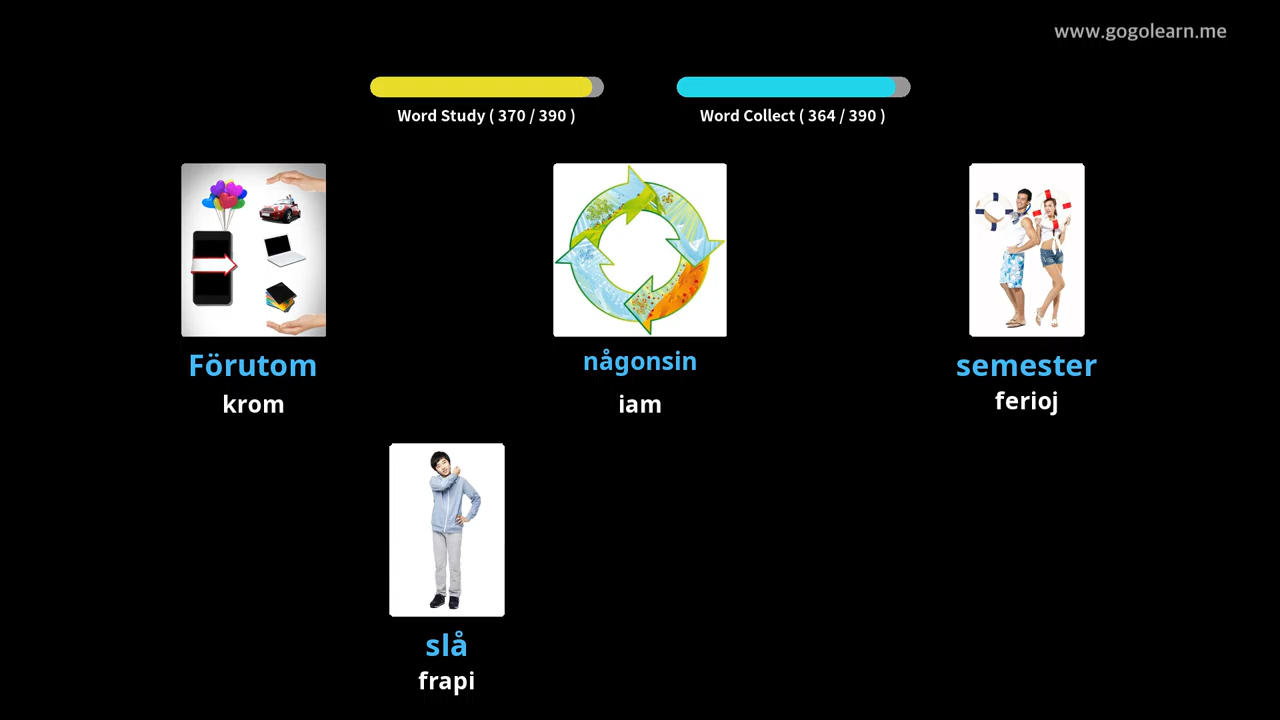 www.gogolearn.me
Word Study ( 370 / 390 )
Word Collect ( 364 / 390 )
Förutom
krom
någonsin
iam
semester
ferioj
slå
frapi